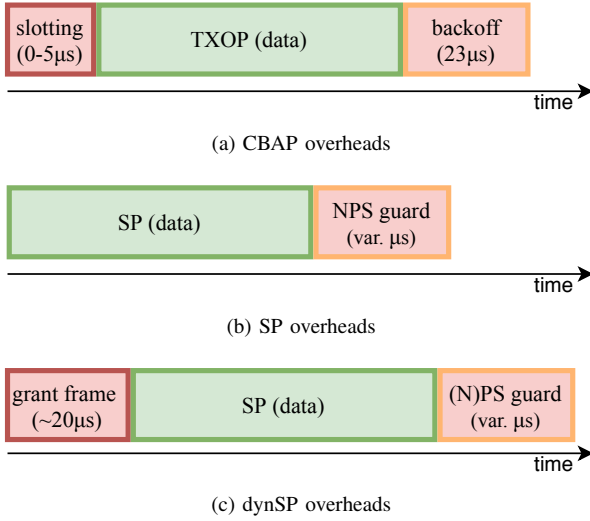 slotting
(0-5μs)
TXOP (data)
backoff
(23μs)
time
(a) CBAP overheads
SP (data)
NPS guard
(var. μs)
time
(b) SP overheads
grant frame
(~20μs)
SP (data)
(N)PS guard
(var. μs)
time
(c) dynSP overheads